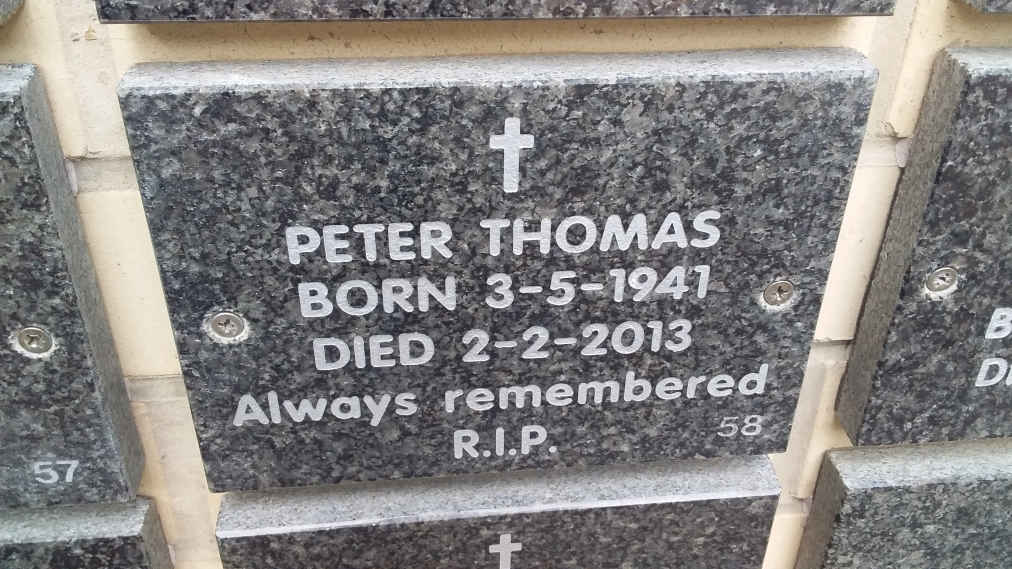 PETER THOMAS
BORN 3-5-1941
DIED 2-2-2013
Always remembered
R.I.P.
58
57